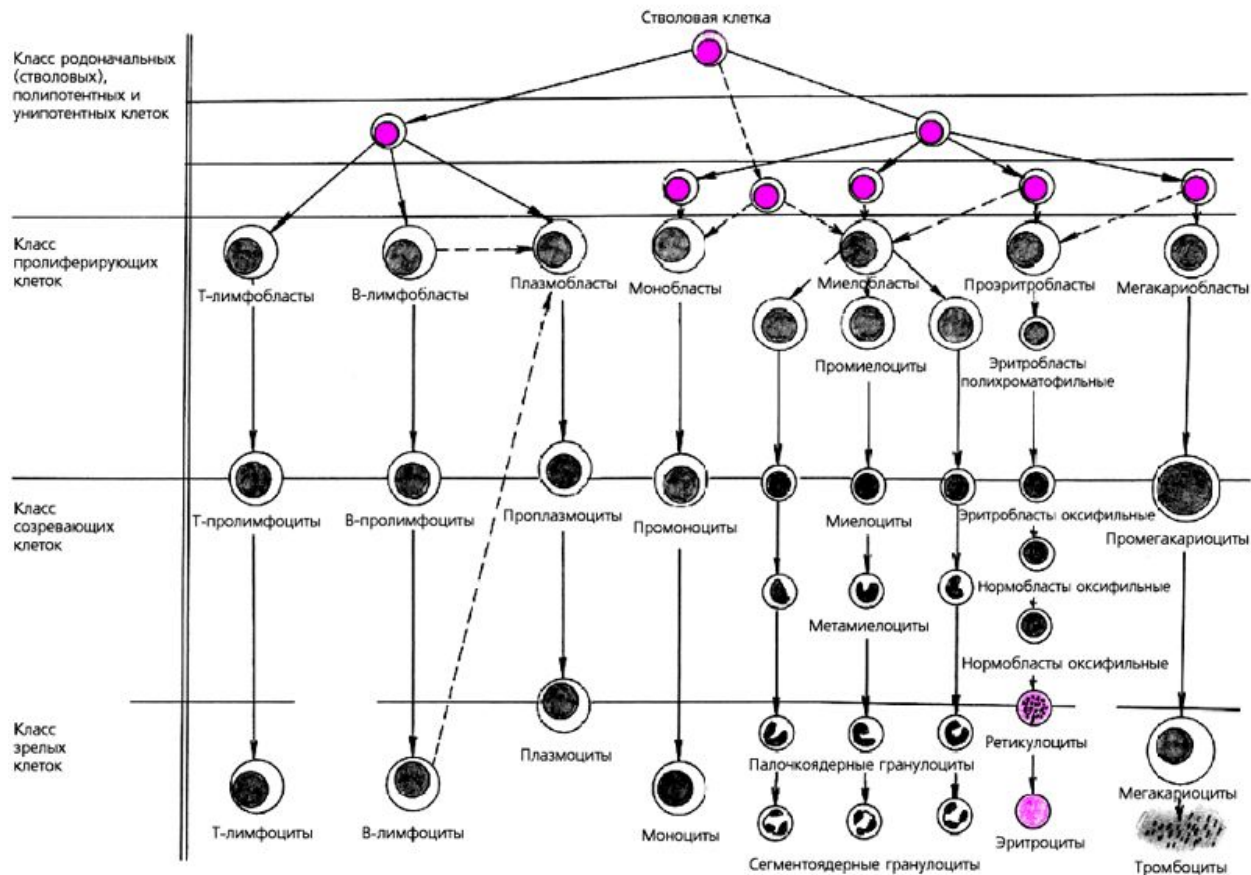 Стволовая клетка
Класс родоначальных
(стволовых),
полипотентных и
унипотентных клеток
Класс
пролиферирующих
клеток
Т-лимфобласты
В-лимфобласты
Плазмобласты
Монобласты
Миелобласты
Проэритробласты
Мегакариобласты
Промиелоциты
Эритробласты
полихроматофильные
Класс
созревающих
клеток
Т-пролимфоциты
В-пролимфоциты
Проплазмоциты
Промоноциты
Миелоциты
Эритробласты оксифильные
Промегакариоциты
Нормобласты оксифильные
Метамиелоциты
Нормобласты оксифильные
Класс
зрелых
клеток
Плазмоциты
Ретикулоциты
Палочкоядерные гранулоциты
Мегакариоциты
Т-лимфоциты
В-лимфоциты
Моноциты
Эритроциты
Сегментоядерные гранулоциты
Тромбоциты